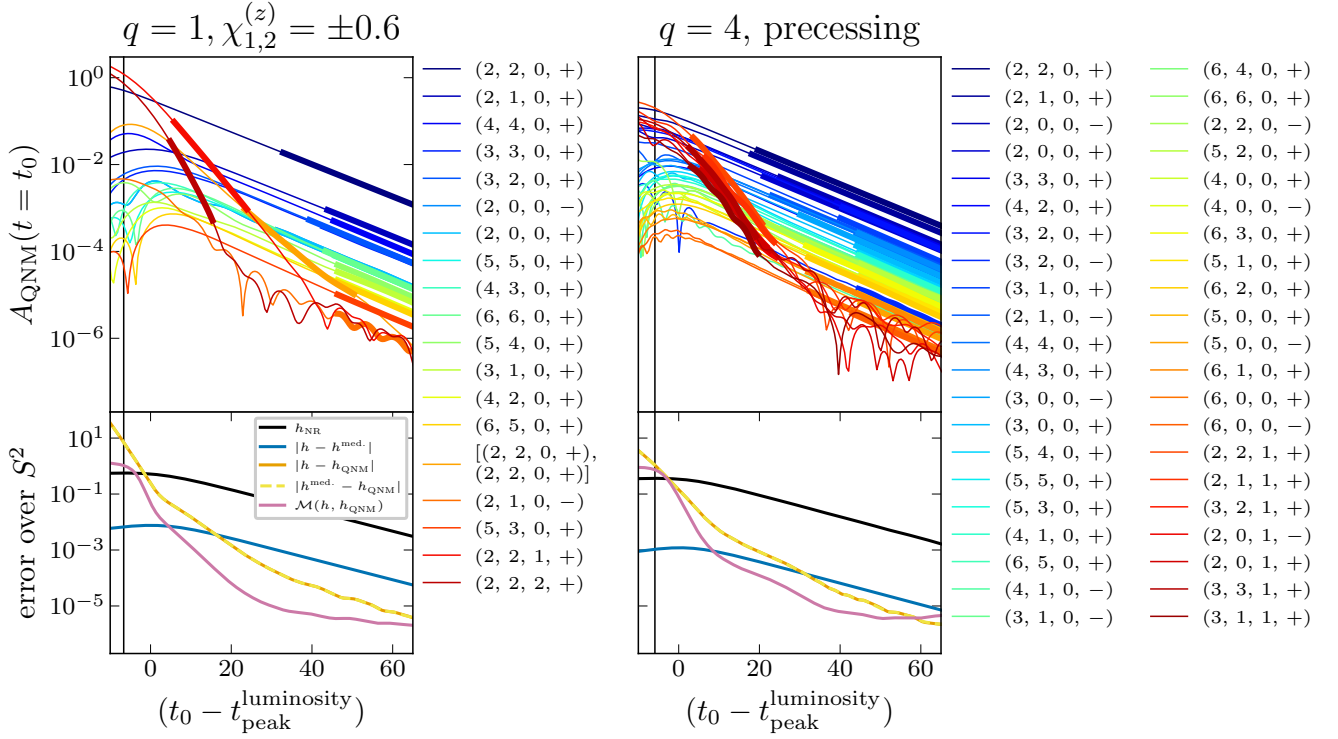 q = 1, χ_{1,2}^{(z)} = ±0.6
q = 4, precessing
A_QNM(t = t_0)
10^0
10^{-2}
10^{-4}
10^{-6}
(2, 2, 0, +)
(2, 1, 0, +)
(4, 4, 0, +)
(3, 3, 0, +)
(3, 2, 0, +)
(2, 0, 0, −)
(2, 0, 0, +)
(5, 5, 0, +)
(4, 3, 0, +)
(6, 6, 0, +)
(5, 4, 0, +)
(3, 1, 0, +)
(4, 2, 0, +)
(6, 5, 0, +)
[(2, 2, 0, +),
(2, 2, 0, +)]
(2, 1, 0, −)
(5, 3, 0, +)
(2, 2, 1, +)
(2, 2, 2, +)
(2, 2, 0, +)
(2, 1, 0, +)
(2, 0, 0, −)
(2, 0, 0, +)
(3, 3, 0, +)
(4, 2, 0, +)
(3, 2, 0, +)
(3, 2, 0, −)
(3, 1, 0, +)
(2, 1, 0, −)
(4, 4, 0, +)
(4, 3, 0, +)
(3, 0, 0, −)
(3, 0, 0, +)
(5, 4, 0, +)
(5, 5, 0, +)
(5, 3, 0, +)
(4, 1, 0, +)
(6, 5, 0, +)
(4, 1, 0, −)
(3, 1, 0, −)
(6, 4, 0, +)
(6, 6, 0, +)
(2, 2, 0, −)
(5, 2, 0, +)
(4, 0, 0, +)
(4, 0, 0, −)
(6, 3, 0, +)
(5, 1, 0, +)
(6, 2, 0, +)
(5, 0, 0, +)
(5, 0, 0, −)
(6, 1, 0, +)
(6, 0, 0, +)
(6, 0, 0, −)
(2, 2, 1, +)
(2, 1, 1, +)
(3, 2, 1, +)
(2, 0, 1, −)
(2, 0, 1, +)
(3, 3, 1, +)
(3, 1, 1, +)
error over S^2
10^1
10^{-1}
10^{-3}
10^{-5}
h_NR
|h − h^{med.}|
|h − h_QNM|
|h^{med.} − h_QNM|
M(h, h_QNM)
0 20 40 60
0 20 40 60
(t_0 − t_peak^luminosity)
(t_0 − t_peak^luminosity)